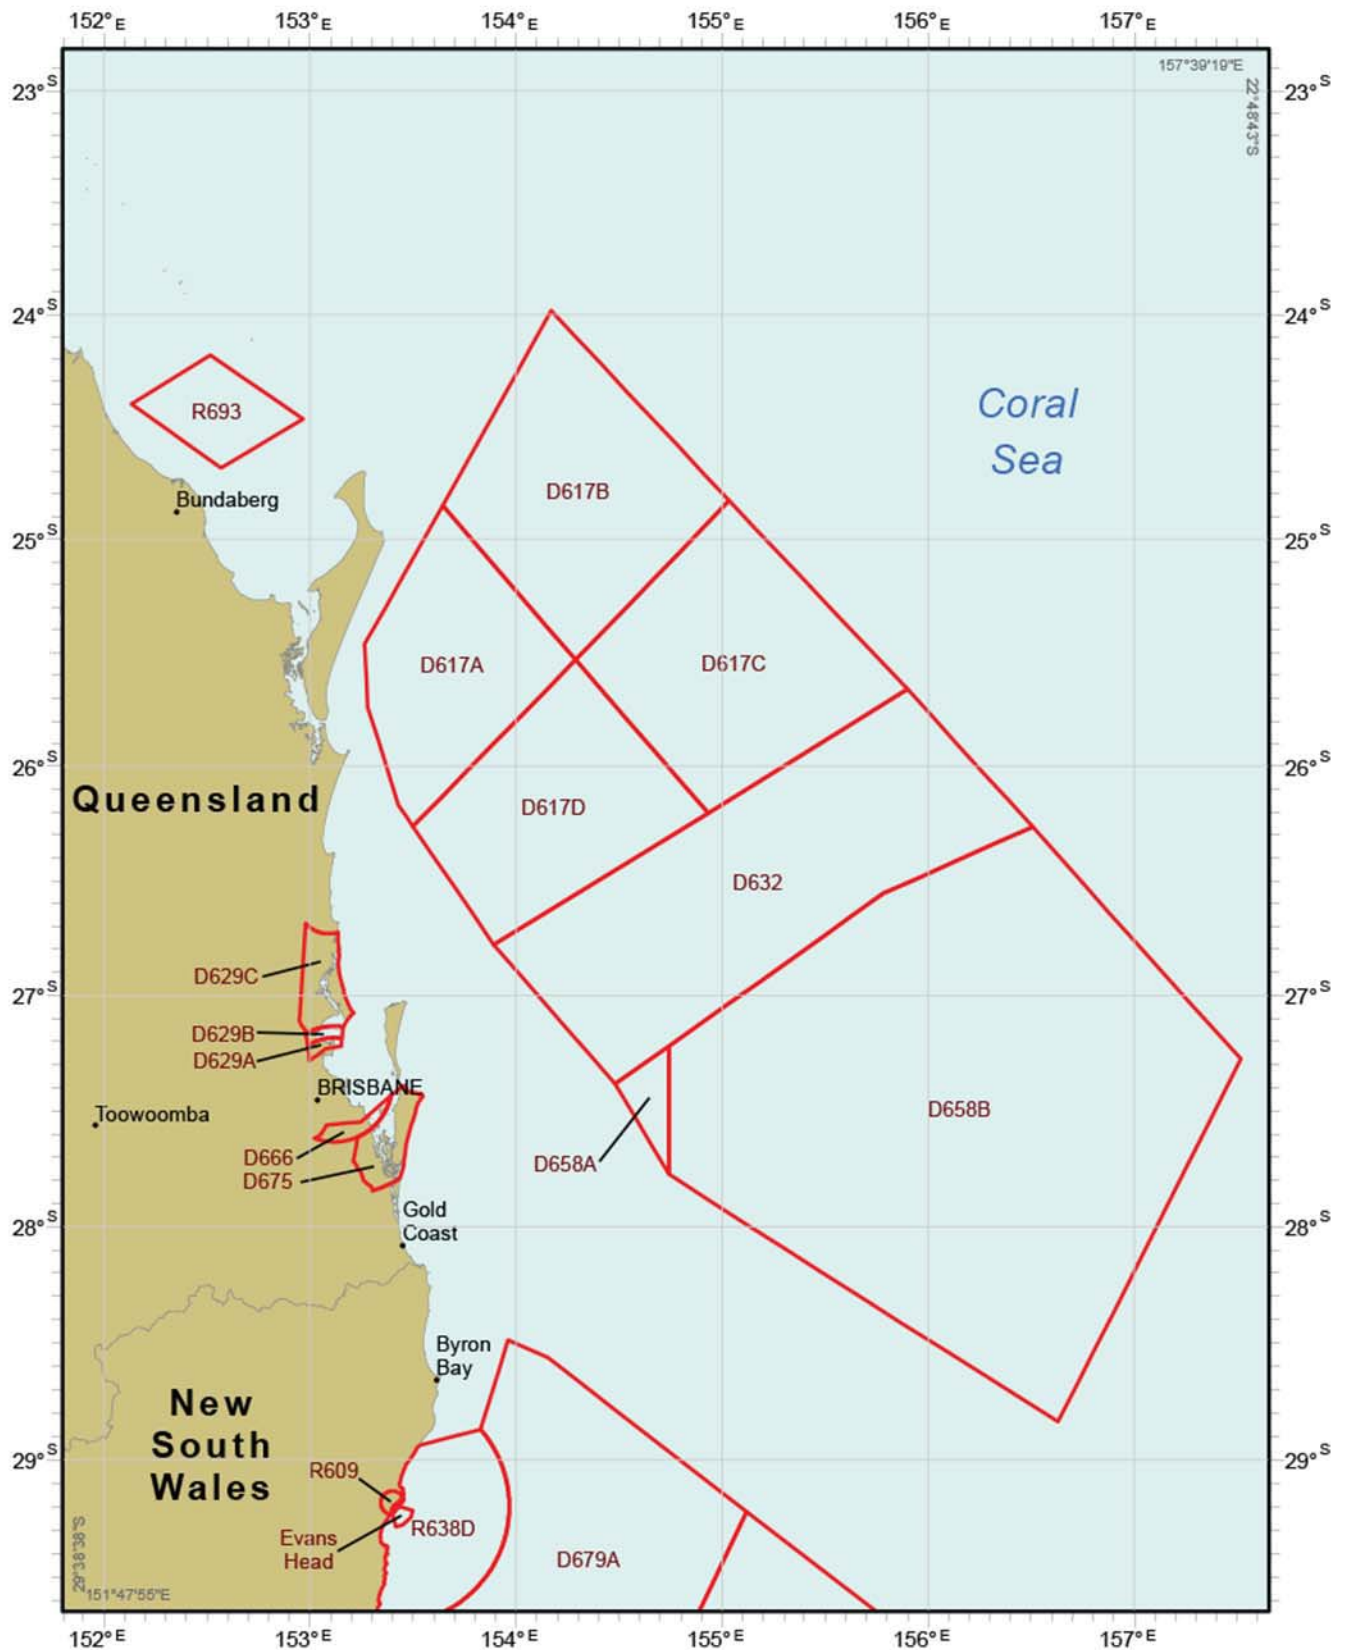 152°E 153°E 154°E 155°E 156°E 157°E
157°39'19"E
22°48'43"S
23°S 23°S
24°S 24°S
Coral
Sea
R693
D617B
Bundaberg
25°S 25°S
D617A
D617C
26°S 26°S
Queensland
D617D
D632
D629C
27°S 27°S
D629B
D629A
BRISBANE
Toowoomba
D658B
D666
D658A
D675
Gold
Coast
28°S 28°S
Byron
Bay
New
South
Wales
29°S 29°S
R609
R638D
Evans
Head
D679A
29°38'38"S
151°47'55"E
152°E 153°E 154°E 155°E 156°E 157°E